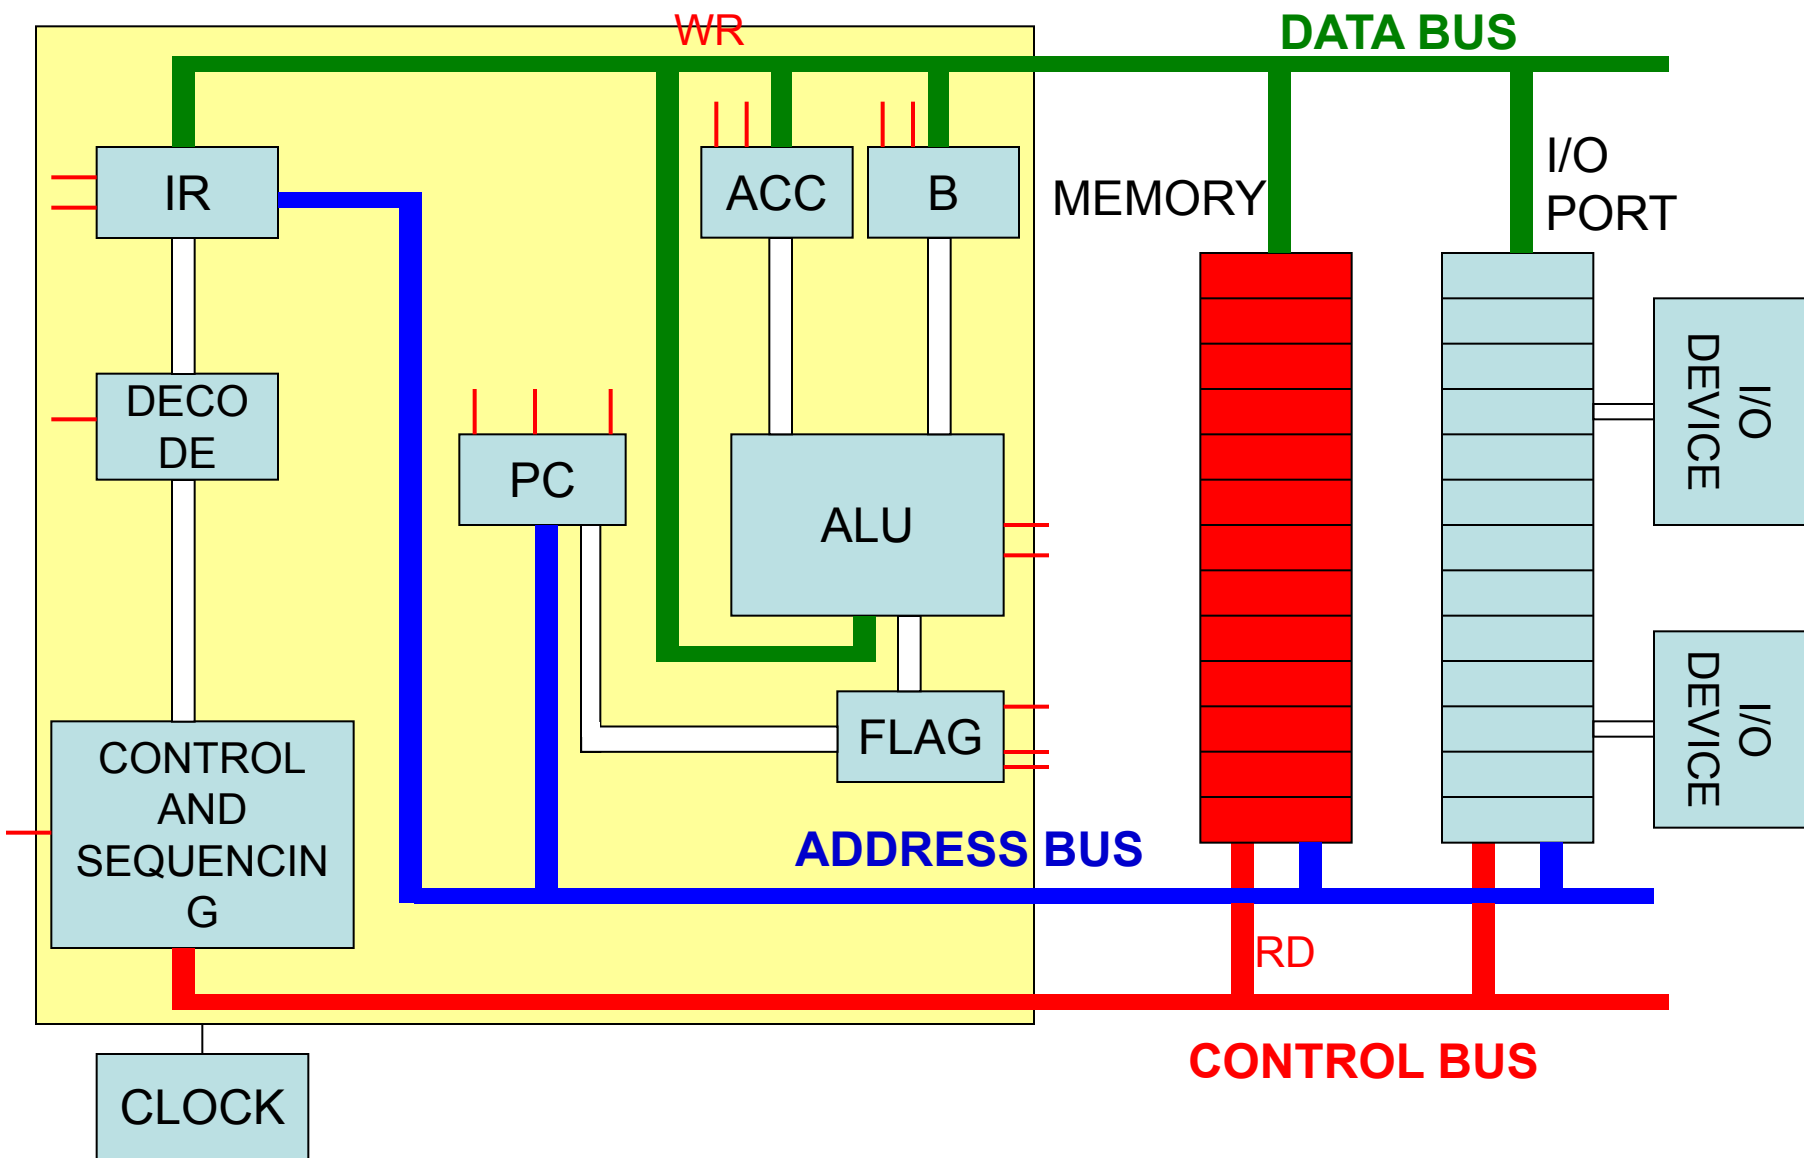 WR
DATA BUS
IR
ACC
B
MEMORY
I/O
PORT
DECO
DE
I/O
DEVICE
PC
ALU
FLAG
I/O
DEVICE
CONTROL
AND
SEQUENCIN
G
ADDRESS BUS
RD
CONTROL BUS
CLOCK